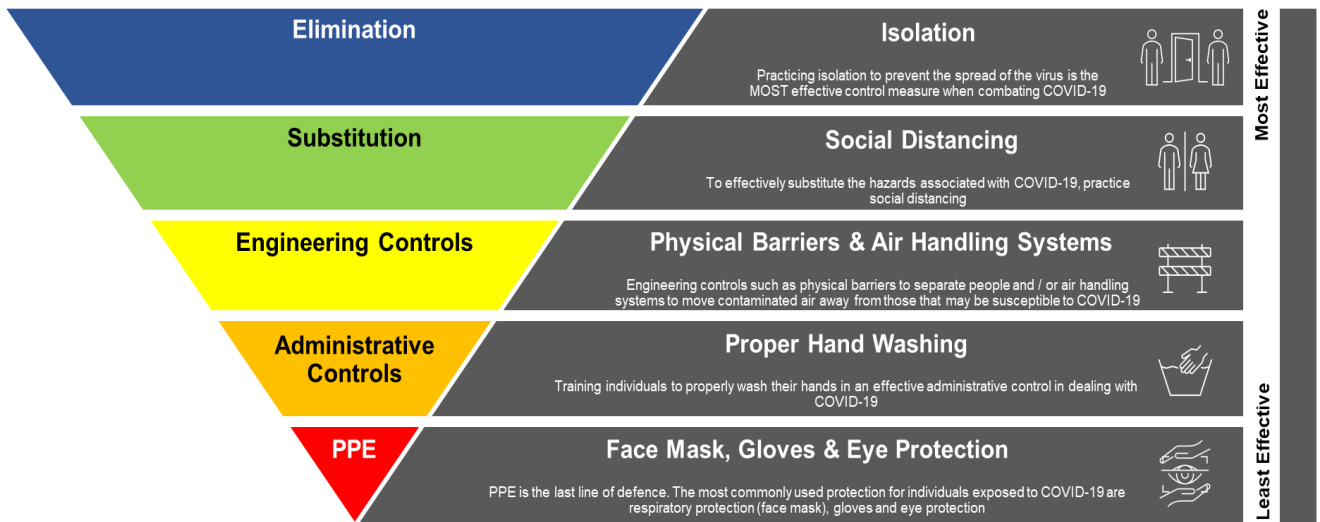 Elimination
Isolation
Practicing isolation to prevent the spread of the virus is the
MOST effective control measure when combating COVID-19
Substitution
Social Distancing
To effectively substitute the hazards associated with COVID-19, practice
social distancing
Engineering Controls
Physical Barriers & Air Handling Systems
Engineering controls such as physical barriers to separate people and / or air handling
systems to move contaminated air away from those that may be susceptible to COVID-19
Administrative
Controls
Proper Hand Washing
Training individuals to properly wash their hands in an effective administrative control in dealing with
COVID-19
PPE
Face Mask, Gloves & Eye Protection
PPE is the last line of defence. The most commonly used protection for individuals exposed to COVID-19 are
respiratory protection (face mask), gloves and eye protection
Most Effective
Least Effective